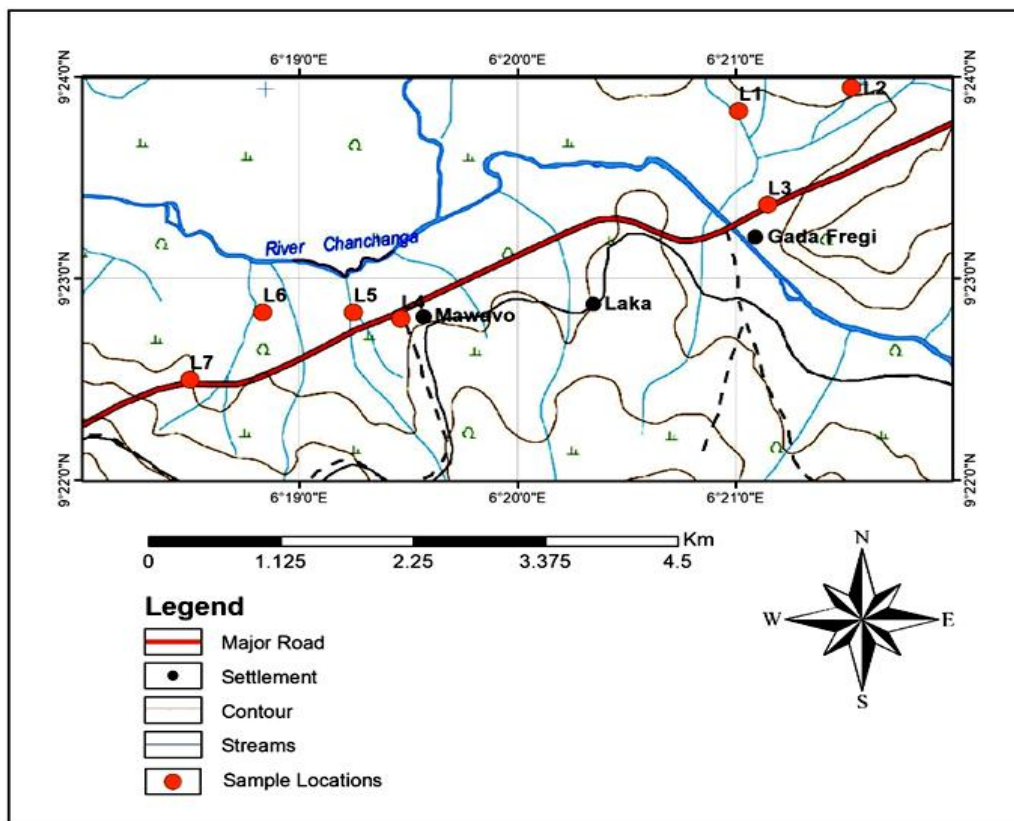 6°19'0"E 6°20'0"E 6°21'0"E
9°24'0"N 9°24'0"N
L1 L2
L3
Gada Fregi
River Chanchanga
9°23'0"N 9°23'0"N
L6 L5 L4 Mawavo Laka
L7
9°22'0"N 9°22'0"N
6°19'0"E 6°20'0"E 6°21'0"E
Km
0 1.125 2.25 3.375 4.5
Legend
Major Road
Settlement
Contour
Streams
Sample Locations
N
W E
S